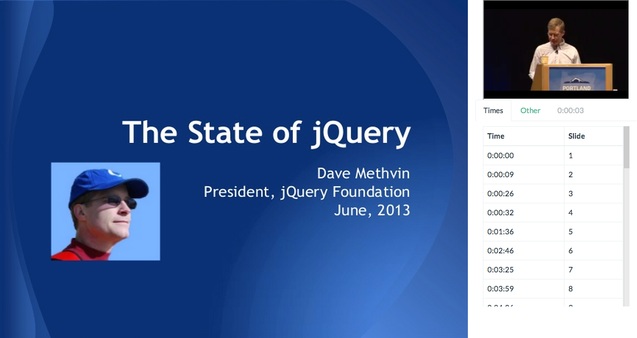 The State of jQuery
Dave Methvin
President, jQuery Foundation
June, 2013
PORTLAND
Times Other 0:00:03
Time Slide
0:00:00 1
0:00:09 2
0:00:26 3
0:00:32 4
0:01:36 5
0:02:46 6
0:03:25 7
0:03:59 8